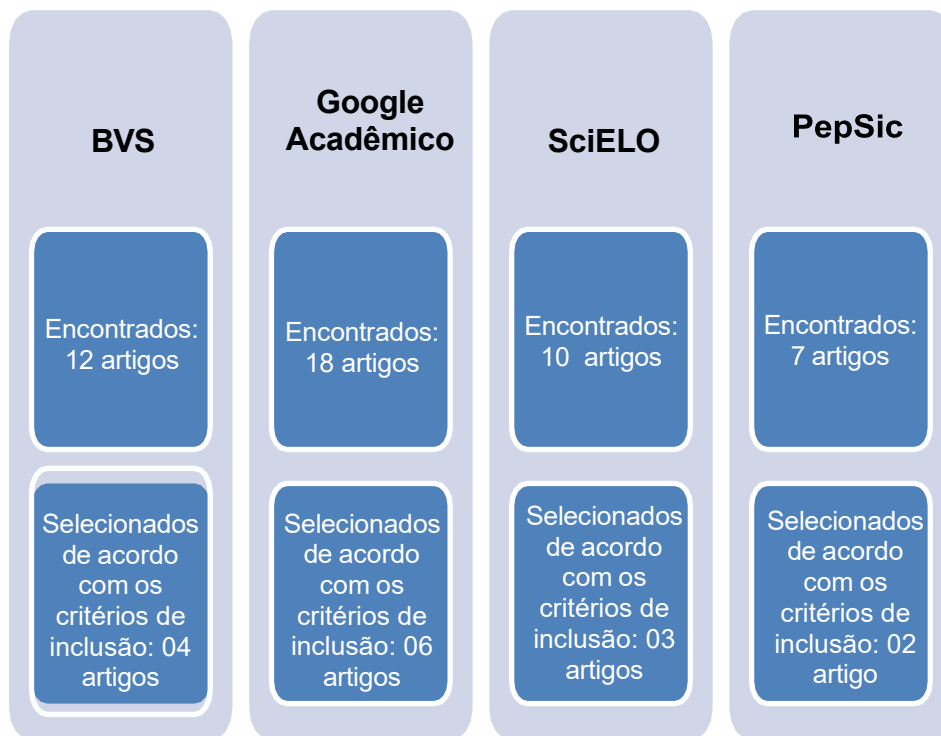 BVS
Encontrados:
12 artigos
Selecionados
de acordo
com os
critérios de
inclusão: 04
artigos
Google
Acadêmico
Encontrados:
18 artigos
Selecionados
de acordo
com os
critérios de
inclusão: 06
artigos
SciELO
Encontrados:
10 artigos
Selecionados
de acordo
com os
critérios de
inclusão: 03
artigos
PepSic
Encontrados:
7 artigos
Selecionados
de acordo
com os
critérios de
inclusão: 02
artigo